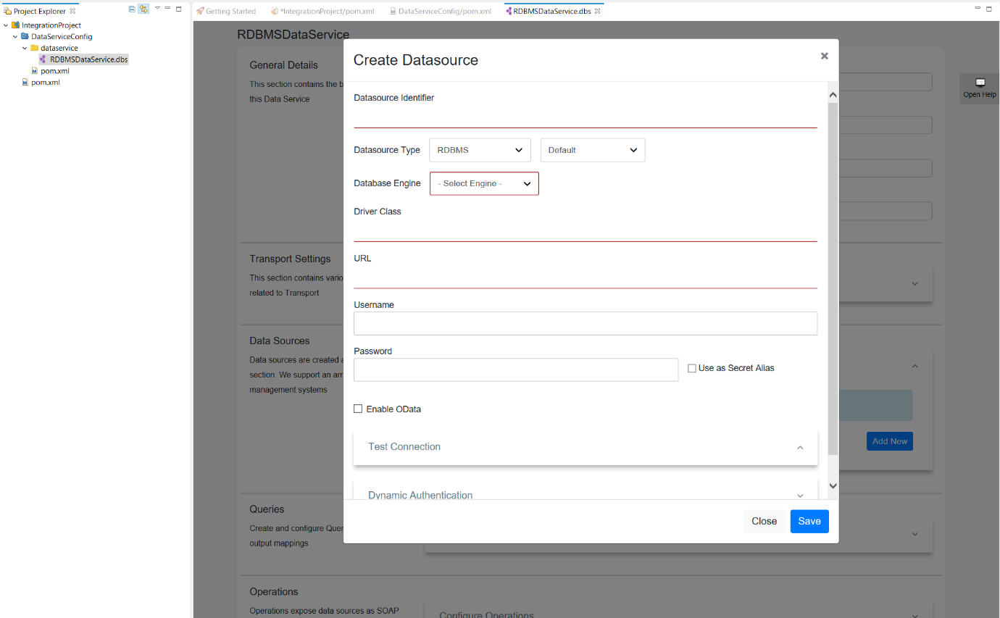 Project Explorer
IntegrationProject
DataServiceConfig
dataservice
RDBMSDataService.dbs
pom.xml
pom.xml
Getting Started
*IntegrationProject/pom.xml
DataServiceConfig/pom.xml
RDBMSDataService.dbs
RDBMSDataService
General Details
This section contains the b
this Data Service
Transport Settings
This section contains vario
related to Transport
Data Sources
Data sources are created a
section. We support an arr
management systems
Queries
Create and configure Quer
output mappings
Operations
Operations expose data sources as SOAP
Configure Operations
Add New
Open Help
Create Datasource
Datasource Identifier
Datasource Type RDBMS Default
Database Engine - Select Engine -
Driver Class
URL
Username
Password
Use as Secret Alias
Enable OData
Test Connection
Dynamic Authentication
Close Save